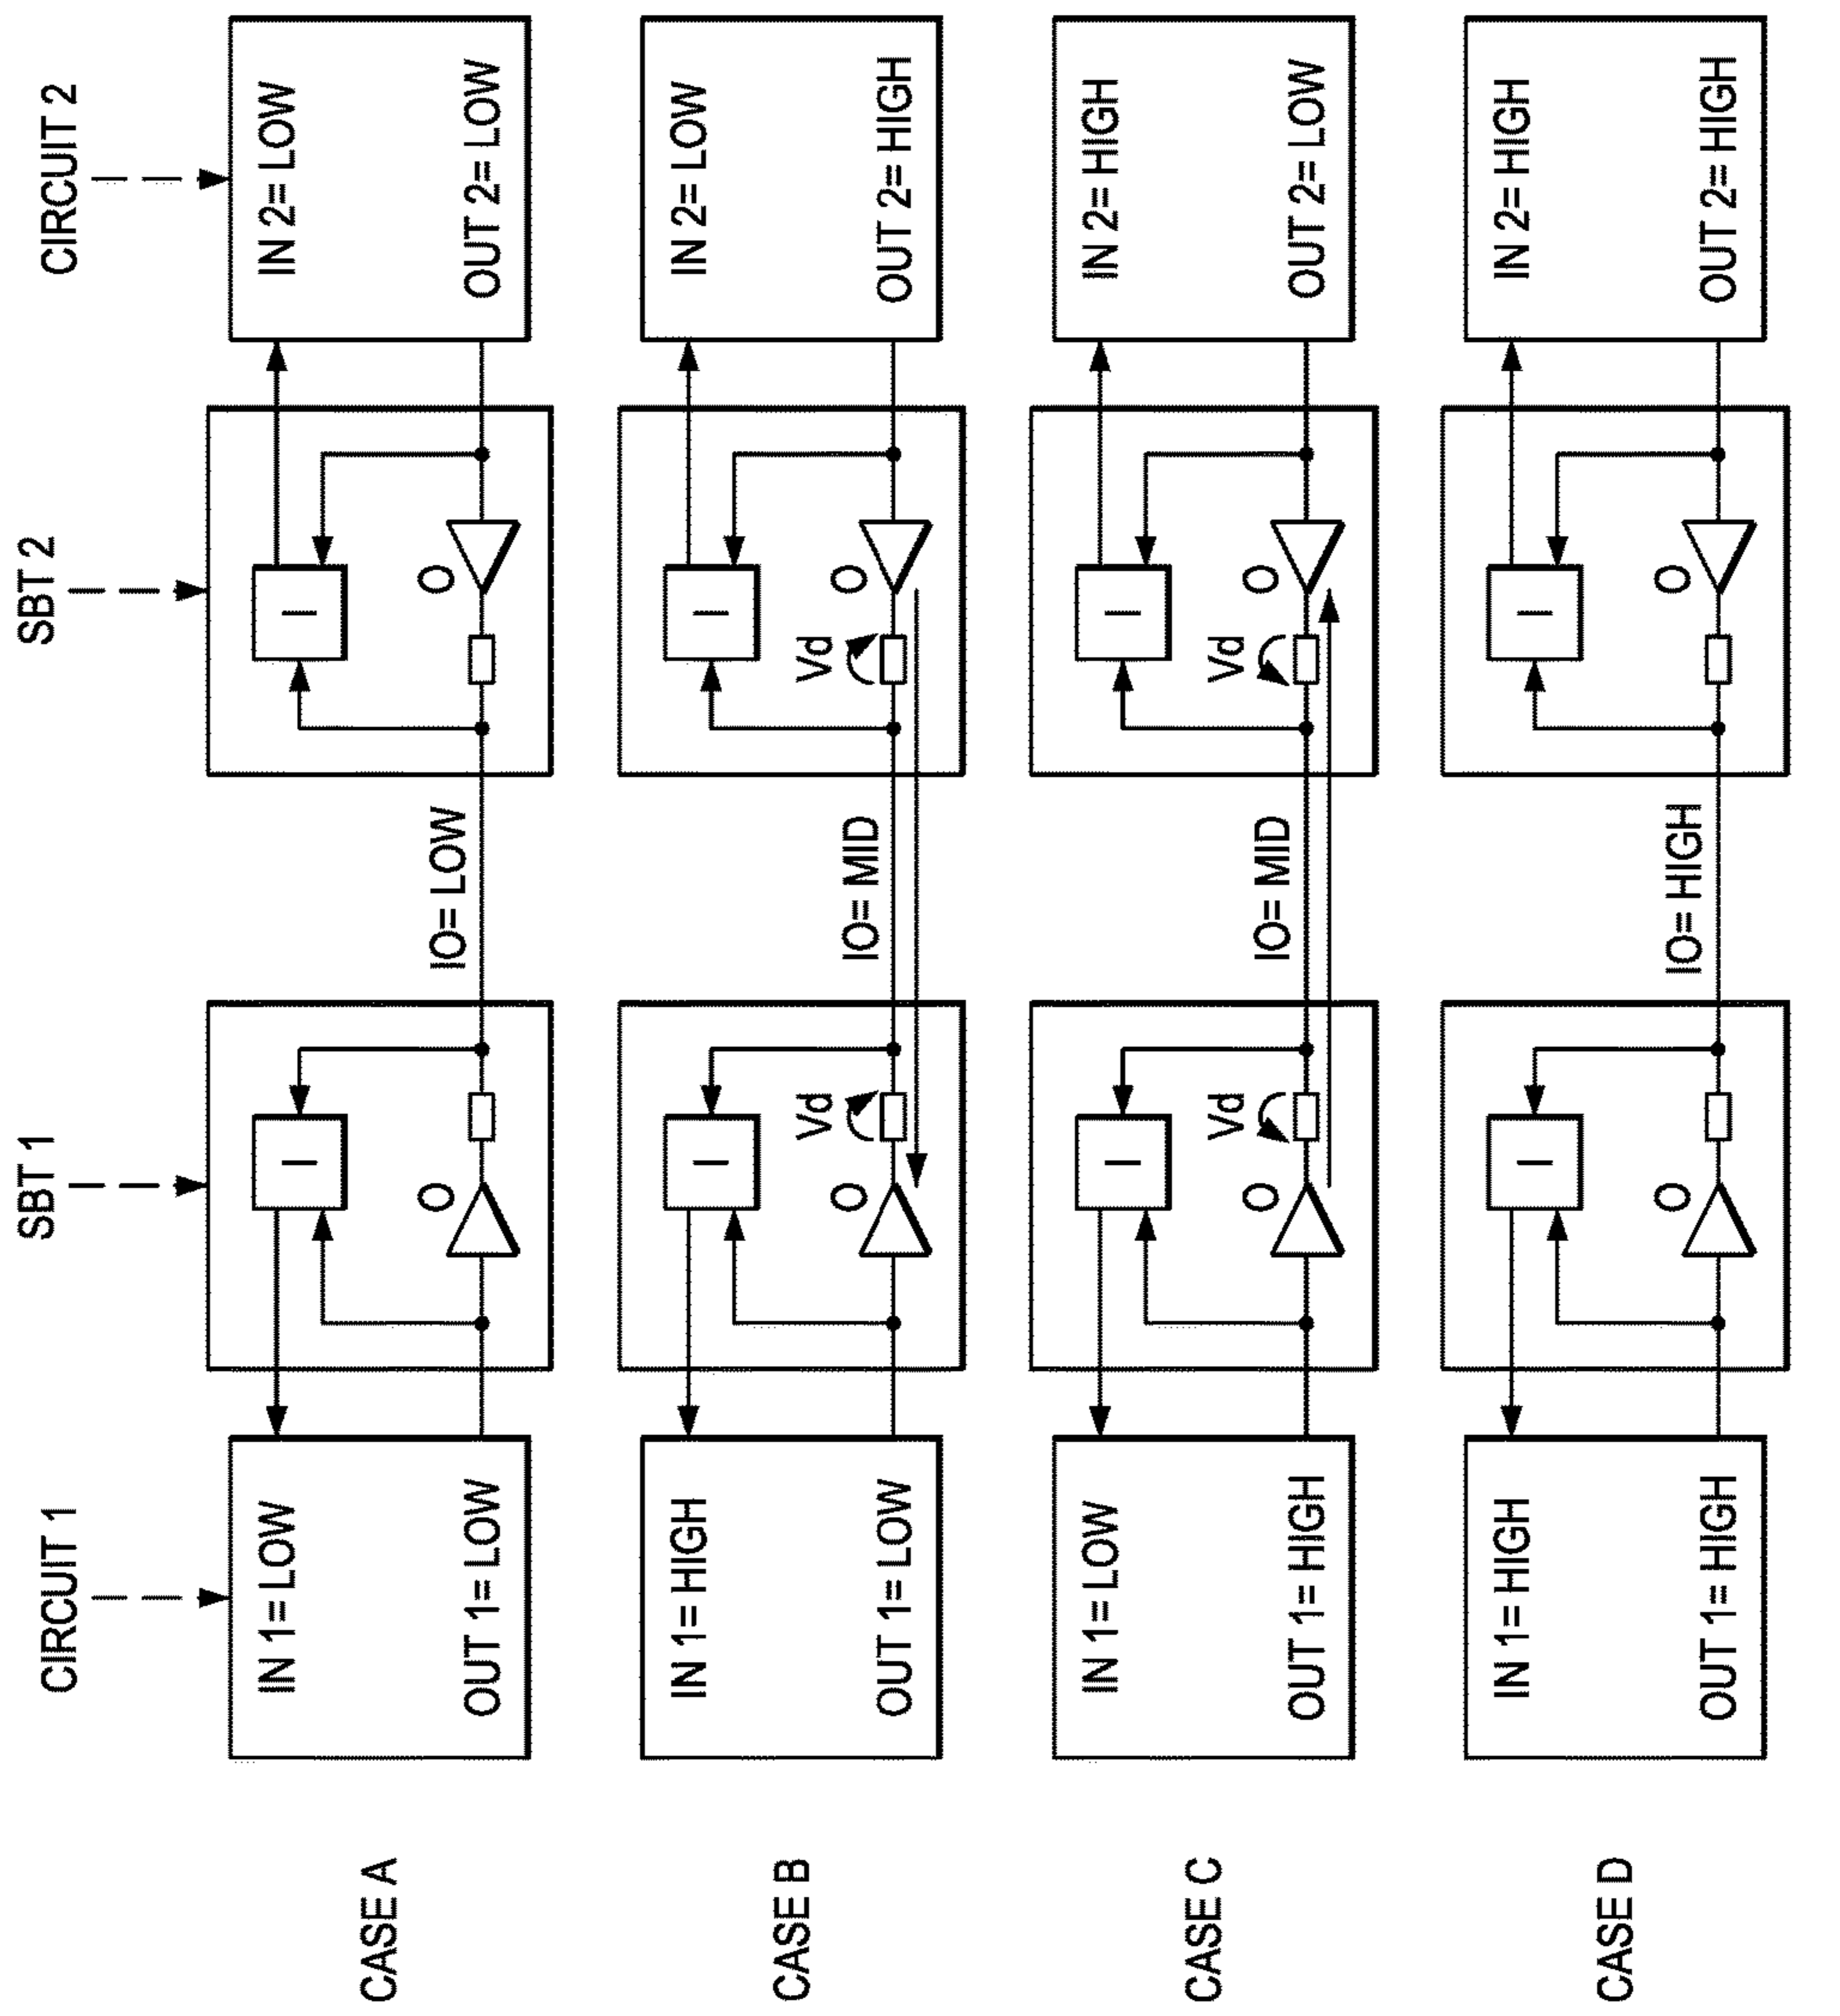 CIRCUIT 1
SBT 1
SBT 2
CIRCUIT 2
CASE A
IN 1= LOW
OUT 1= LOW
I
O
IO= LOW
I
O
IN 2= LOW
OUT 2= LOW
CASE B
IN 1= HIGH
OUT 1= LOW
I
O
Vd
IO= MID
I
O
Vd
IN 2= LOW
OUT 2= HIGH
CASE C
IN 1= LOW
OUT 1= HIGH
I
O
Vd
IO= MID
I
O
Vd
IN 2= HIGH
OUT 2= LOW
CASE D
IN 1= HIGH
OUT 1= HIGH
I
O
IO= HIGH
I
O
IN 2= HIGH
OUT 2= HIGH